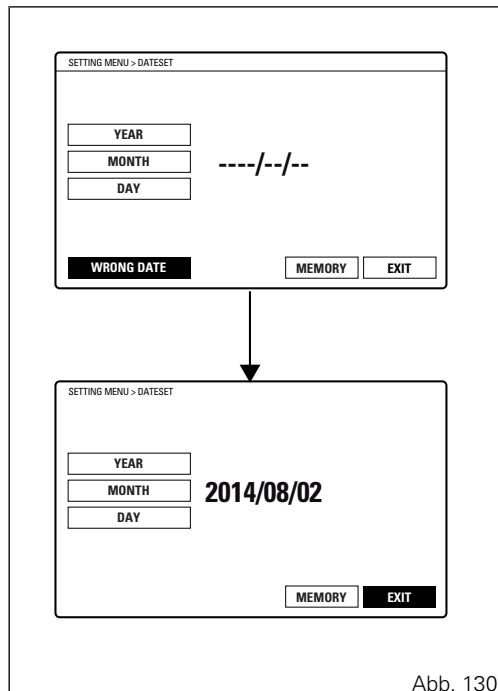 SETTING MENU > DATESET
YEAR
MONTH ----/--/--
DAY
WRONG DATE MEMORY EXIT
SETTING MENU > DATESET
YEAR
MONTH 2014/08/02
DAY
MEMORY EXIT
Abb. 130